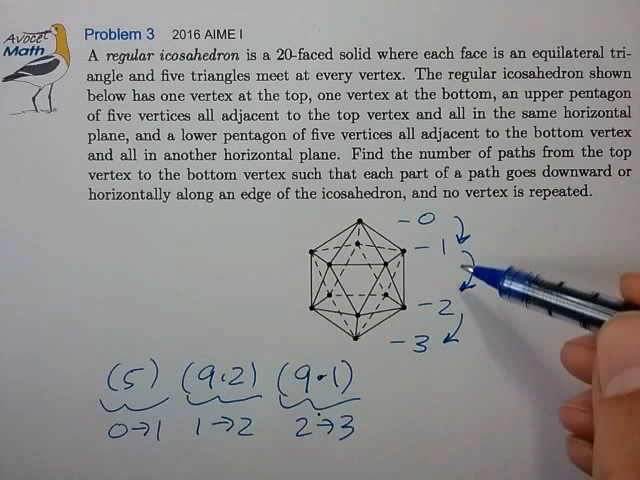 Avocet
Math
Problem 3 2016 AIME I
A regular icosahedron is a 20-faced solid where each face is an equilateral tri-
angle and five triangles meet at every vertex. The regular icosahedron shown
below has one vertex at the top, one vertex at the bottom, an upper pentagon
of five vertices all adjacent to the top vertex and all in the same horizontal
plane, and a lower pentagon of five vertices all adjacent to the bottom vertex
and all in another horizontal plane. Find the number of paths from the top
vertex to the bottom vertex such that each part of a path goes downward or
horizontally along an edge of the icosahedron, and no vertex is repeated.
- 0
- 1
- 2
- 3
(5) (9·2) (9·1)
0→1 1→2 2→3